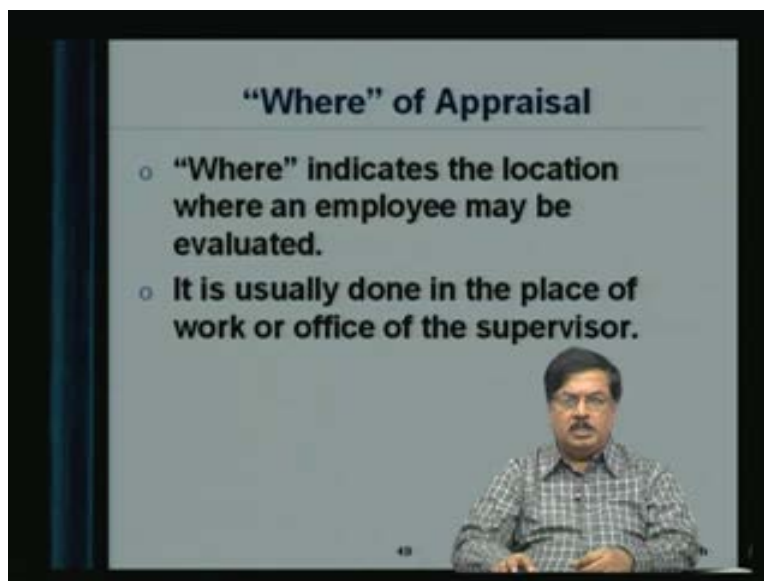 “Where” of Appraisal
o “Where” indicates the location
where an employee may be
evaluated.
o It is usually done in the place of
work or office of the supervisor.
49